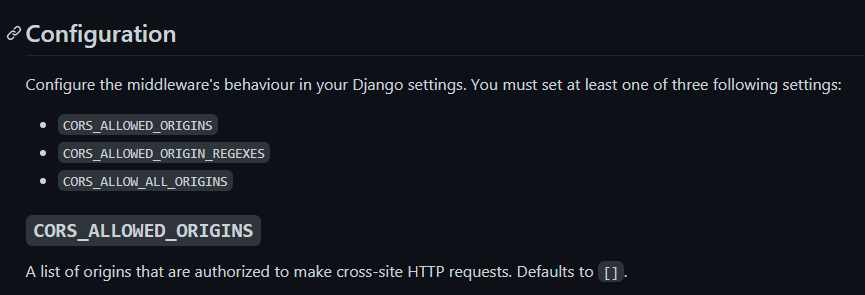 Configuration
Configure the middleware's behaviour in your Django settings. You must set at least one of three following settings:
CORS_ALLOWED_ORIGINS
CORS_ALLOWED_ORIGIN_REGEXES
CORS_ALLOW_ALL_ORIGINS
CORS_ALLOWED_ORIGINS
A list of origins that are authorized to make cross-site HTTP requests. Defaults to [].